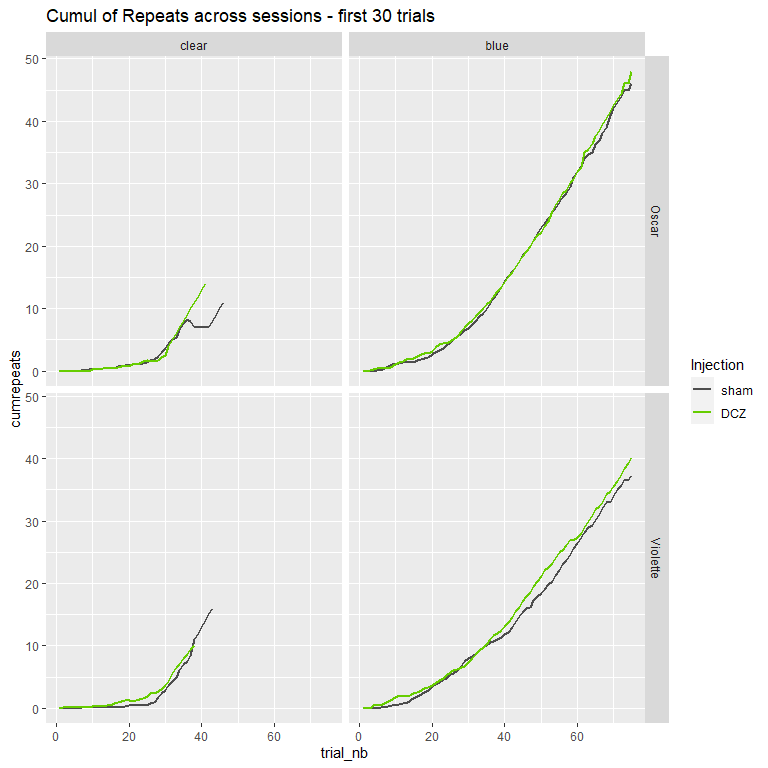 Cumul of Repeats across sessions - first 30 trials
clear
blue
50
40
30
20
10
0
Oscar
50
40
30
20
10
0
Violette
cumrepeats
0
20
40
60
0
20
40
60
trial_nb
Injection
sham
DCZ